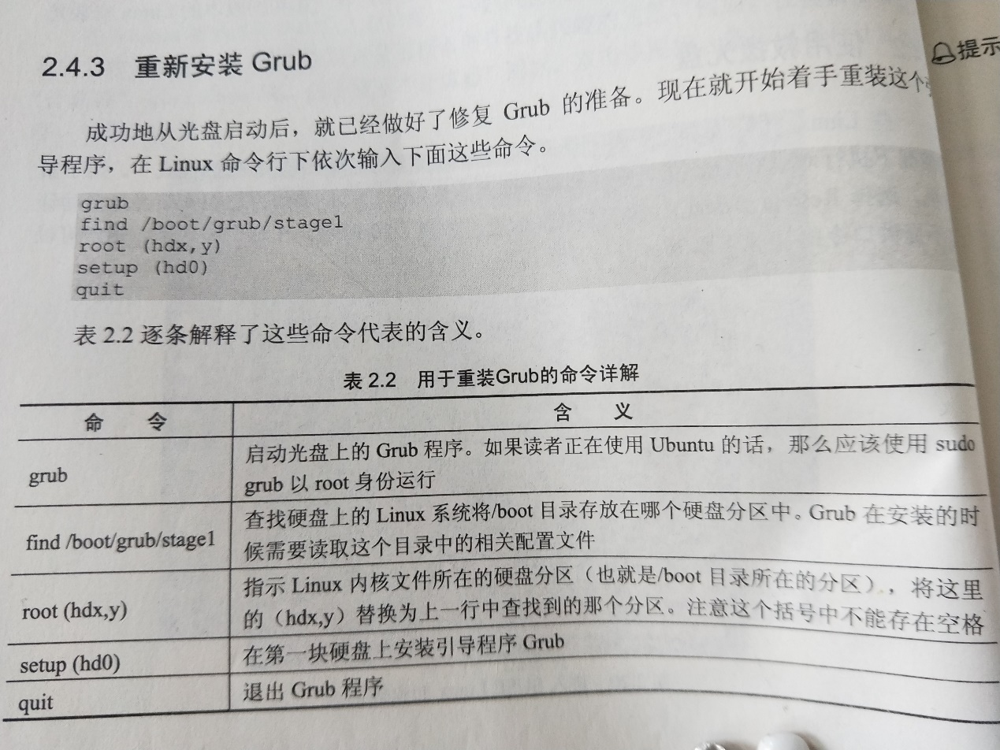 2.4.3 重新安装 Grub
提示
成功地从光盘启动后，就已经做好了修复 Grub 的准备。现在就开始着手重装这个
导程序，在 Linux 命令行下依次输入下面这些命令。
grub
find /boot/grub/stage1
root (hdx,y)
setup (hd0)
quit
表 2.2 逐条解释了这些命令代表的含义。
表 2.2 用于重装Grub的命令详解
命 令 含 义
grub
启动光盘上的 Grub 程序。如果读者正在使用 Ubuntu 的话，那么应该使用 sudo
grub 以 root 身份运行
find /boot/grub/stage1
查找硬盘上的 Linux 系统将/boot 目录存放在哪个硬盘分区中。Grub 在安装的时
候需要读取这个目录中的相关配置文件
root (hdx,y)
指示 Linux 内核文件所在的硬盘分区（也就是/boot 目录所在的分区），将这里
的（hdx,y）替换为上一行中查找到的那个分区。注意这个括号中不能存在空格
setup (hd0) 在第一块硬盘上安装引导程序 Grub
quit 退出 Grub 程序